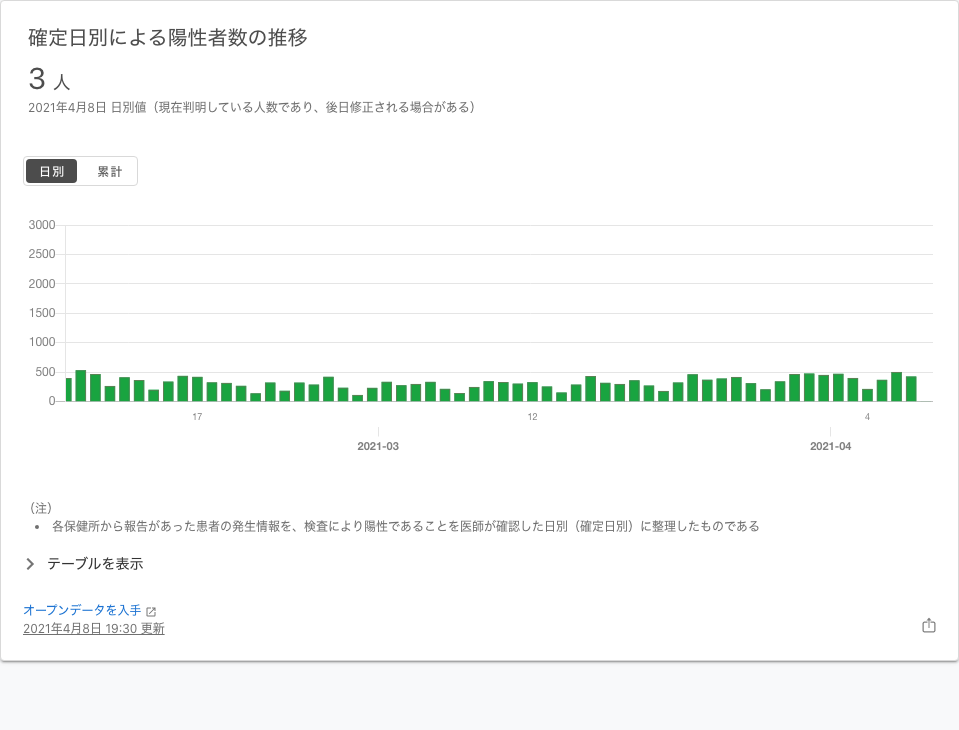 確定日別による陽性者数の推移
3 人
2021年4月8日 日別値（現在判明している人数であり、後日修正される場合がある）
日別 累計
3000
2500
2000
1500
1000
500
0
17 12 4
2021-03 2021-04
（注）
• 各保健所から報告があった患者の発生情報を、検査により陽性であることを医師が確認した日別（確定日別）に整理したものである
テーブルを表示
オープンデータを入手
2021年4月8日 19:30 更新